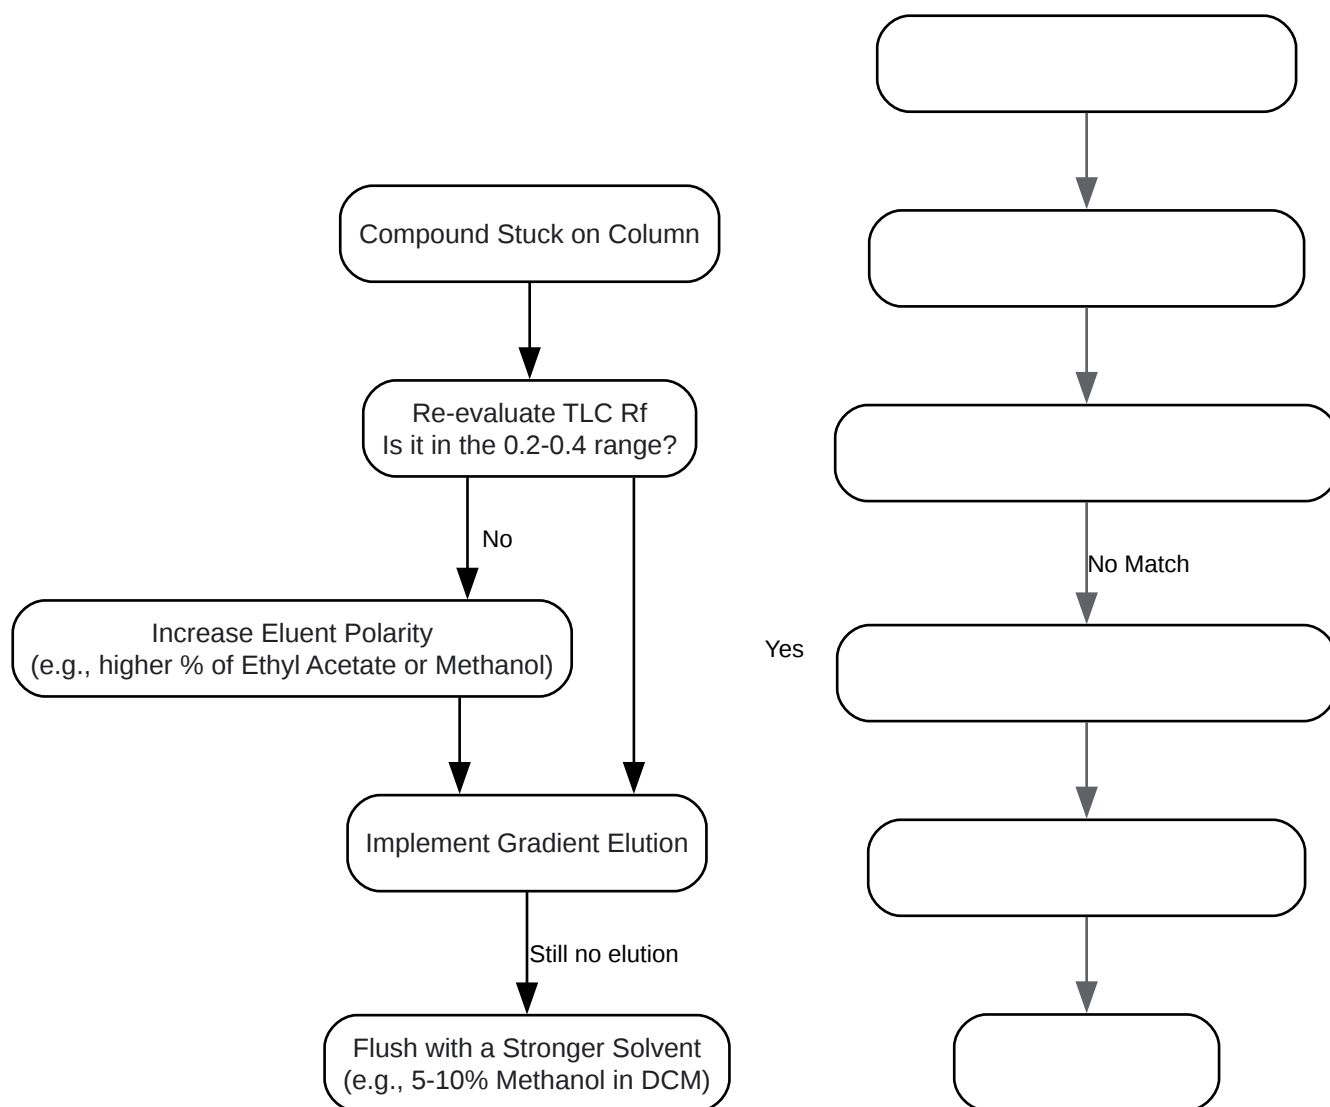 Compound Stuck on Column
Re-evaluate TLC Rf
Is it in the 0.2-0.4 range?
No
Increase Eluent Polarity
(e.g., higher % of Ethyl Acetate or Methanol)
Implement Gradient Elution
Still no elution
Flush with a Stronger Solvent
(e.g., 5-10% Methanol in DCM)
No Match
Yes